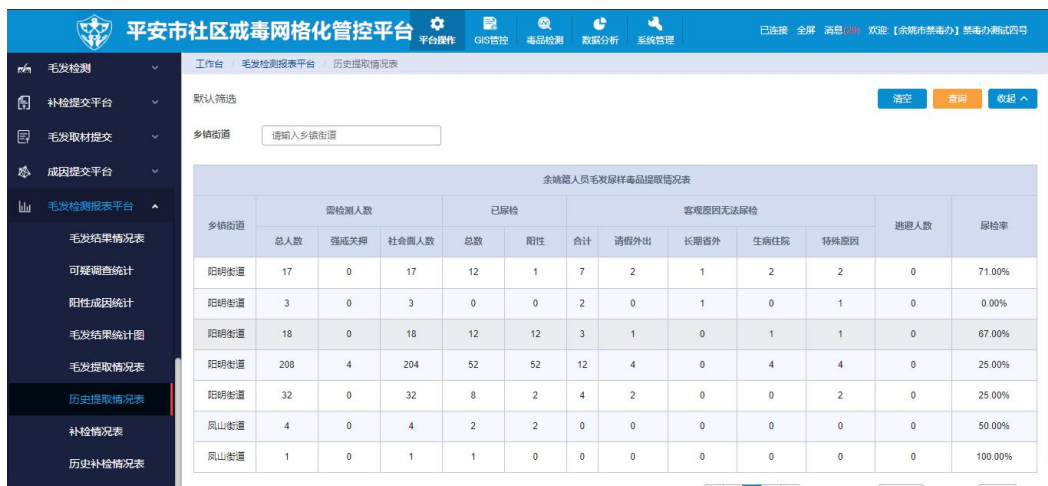 平安市社区戒毒网格化管控平台
平台操作
GIS管控
毒品检测
数据分析
系统管理
已连接 全屏 消息(29) 欢迎:【余姚市禁毒办】禁毒办测试四号
毛发检测
补检提交平台
毛发取材提交
成因提交平台
毛发检测报表平台
毛发结果情况表
可疑调查统计
阳性成因统计
毛发结果统计图
毛发提取情况表
历史提取情况表
补检情况表
历史补检情况表
工作台 / 毛发检测报表平台 / 历史提取情况表
默认筛选
清空 查询 收起
乡镇街道 请输入乡镇街道
余姚籍人员毛发尿样毒品提取情况表
乡镇街道 需检测人数 已尿检 客观原因无法尿检 逃避人数 尿检率
总人数 强戒关押 社会面人数 总数 阳性 合计 请假外出 长期省外 生病住院 特殊原因
阳明街道 17 0 17 12 1 7 2 1 2 2 0 71.00%
阳明街道 3 0 3 0 0 2 0 1 0 1 0 0.00%
阳明街道 18 0 18 12 12 3 1 0 1 1 0 67.00%
阳明街道 208 4 204 52 52 12 4 0 4 4 0 25.00%
阳明街道 32 0 32 8 2 4 2 0 0 2 0 25.00%
凤山街道 4 0 4 2 2 0 0 0 0 0 0 50.00%
凤山街道 1 0 1 1 0 0 0 0 0 0 0 100.00%